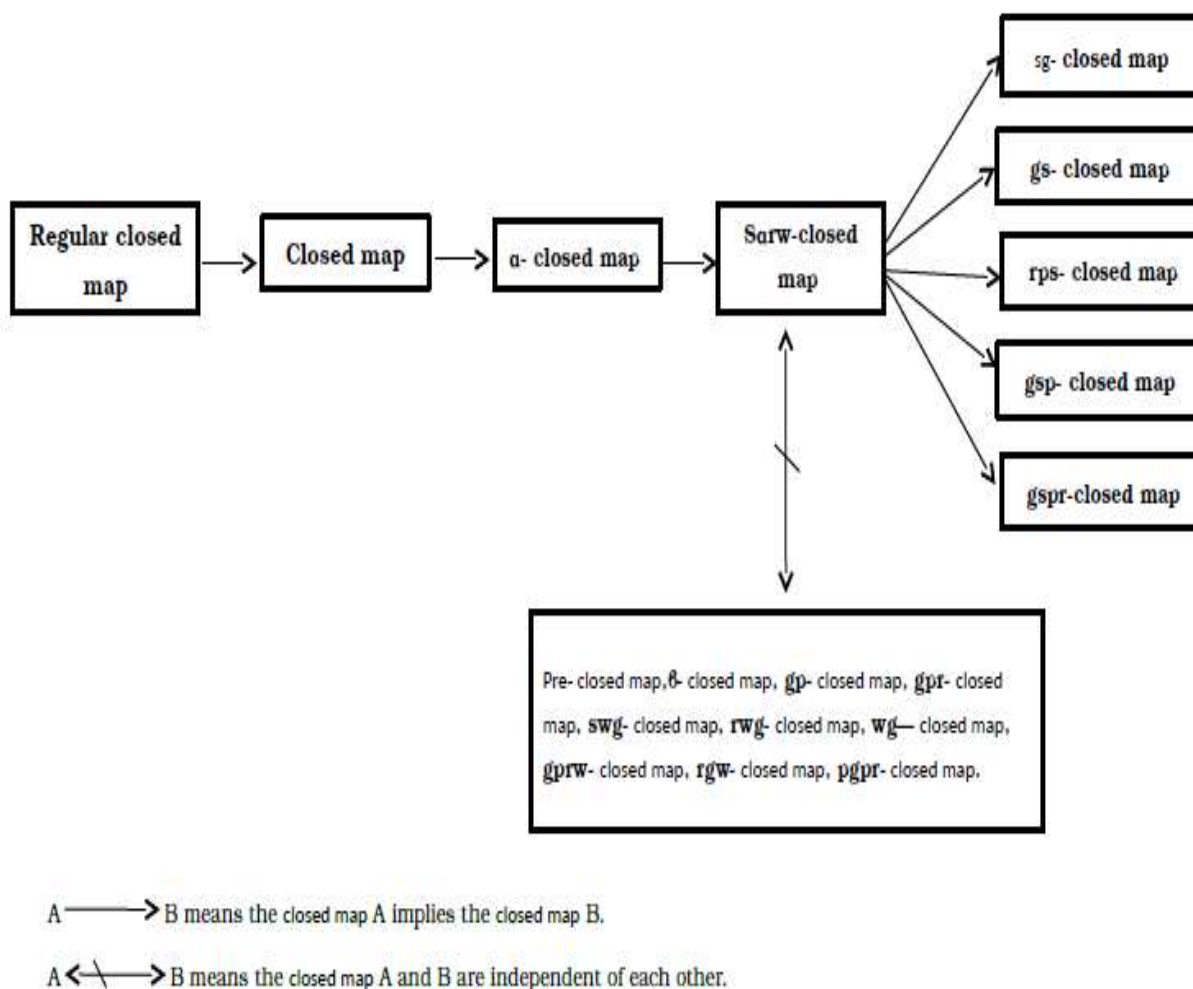 sg- closed map
gs- closed map
Regular closed
map
Closed map
α- closed map
Sαrw-closed
map
rps- closed map
gsp- closed map
gspr-closed map
Pre- closed map,ϐ- closed map, gp- closed map, gpr- closed
map, swg- closed map, rwg- closed map, wg— closed map,
gprw- closed map, rgw- closed map, pgpr- closed map.
A ⟶ B means the closed map A implies the closed map B.
A B means the closed map A and B are independent of each other.